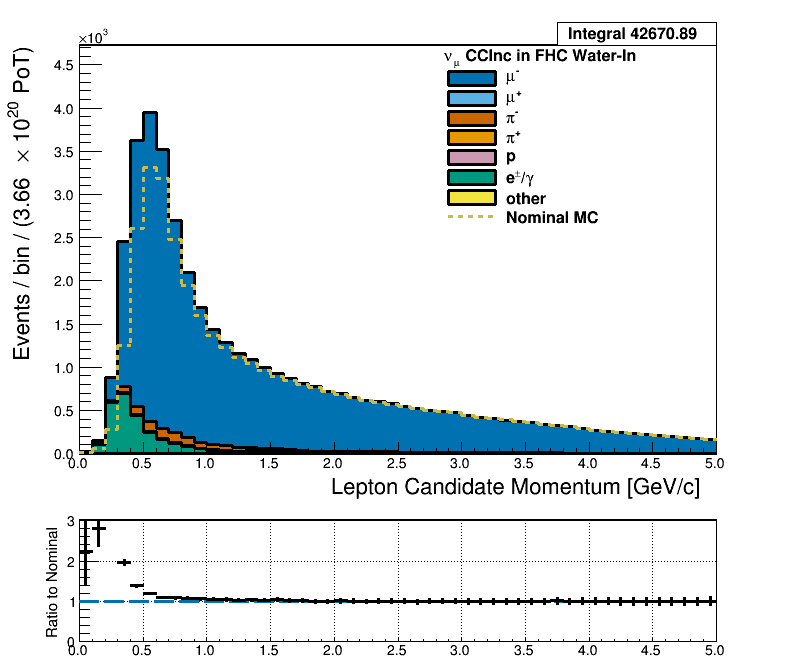 Integral 42670.89
×10³
ν_μ CCInc in FHC Water-In
μ⁻
μ⁺
π⁻
π⁺
p
e±/γ
other
Nominal MC
Events / bin / (3.66 × 10²⁰ PoT)
4.5
4.0
3.5
3.0
2.5
2.0
1.5
1.0
0.5
0.0
0.0 0.5 1.0 1.5 2.0 2.5 3.0 3.5 4.0 4.5 5.0
Lepton Candidate Momentum [GeV/c]
Ratio to Nominal
3
2
1
0
0.0 0.5 1.0 1.5 2.0 2.5 3.0 3.5 4.0 4.5 5.0